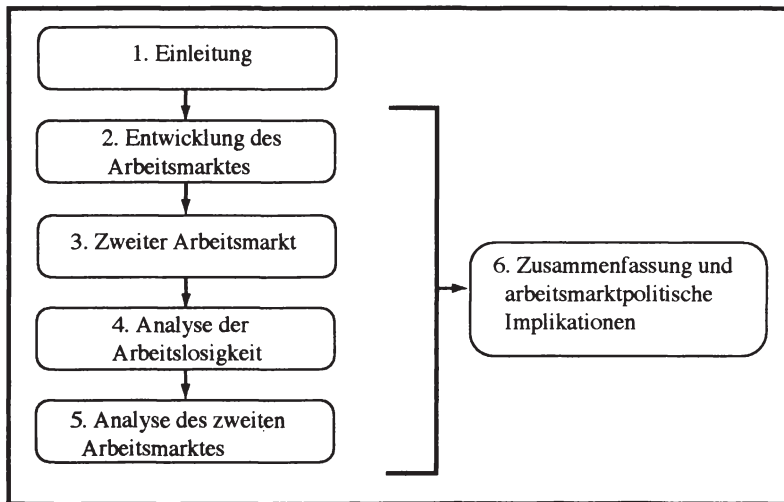 1. Einleitung
2. Entwicklung des
Arbeitsmarktes
3. Zweiter Arbeitsmarkt
4. Analyse der
Arbeitslosigkeit
5. Analyse des zweiten
Arbeitsmarktes
6. Zusammenfassung und
arbeitsmarktpolitische
Implikationen